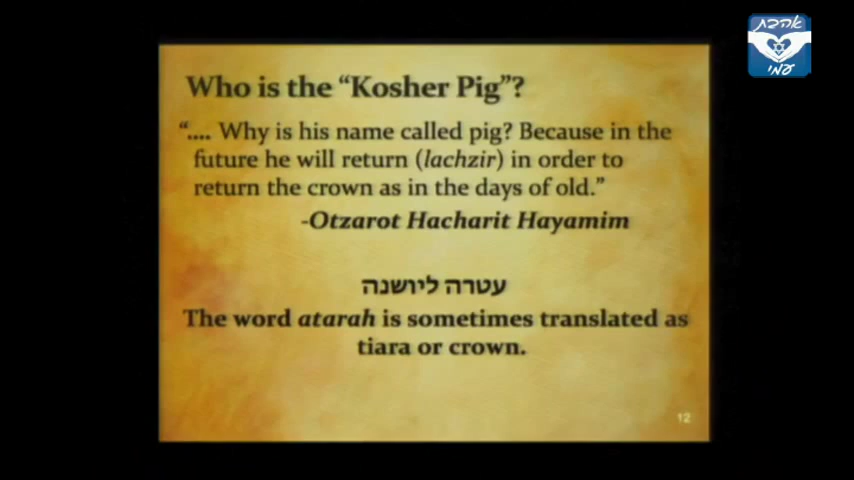 אהבת
עמי
Who is the “Kosher Pig”?
“.... Why is his name called pig? Because in the
future he will return (lachzir) in order to
return the crown as in the days of old.”
-Otzarot Hacharit Hayamim
עטרה ליושנה
The word atarah is sometimes translated as
tiara or crown.
12